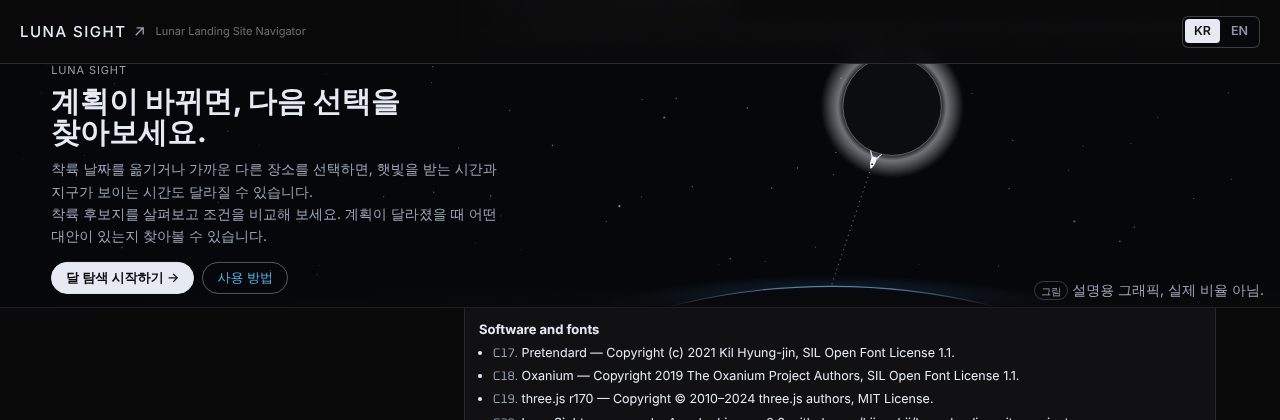 LUNA SIGHT ↗ Lunar Landing Site Navigator
KR EN
LUNA SIGHT
계획이 바뀌면, 다음 선택을
찾아보세요.
착륙 날짜를 옮기거나 가까운 다른 장소를 선택하면, 햇빛을 받는 시간과
지구가 보이는 시간도 달라질 수 있습니다.
착륙 후보지를 살펴보고 조건을 비교해 보세요. 계획이 달라졌을 때 어떤
대안이 있는지 찾아볼 수 있습니다.
달 탐색 시작하기 →
사용 방법
그림 설명용 그래픽, 실제 비율 아님.
Software and fonts
• C17. Pretendard — Copyright (c) 2021 Kil Hyung-jin, SIL Open Font License 1.1.
• C18. Oxanium — Copyright 2019 The Oxanium Project Authors, SIL Open Font License 1.1.
• C19. three.js r170 — Copyright © 2010–2024 three.js authors, MIT License.